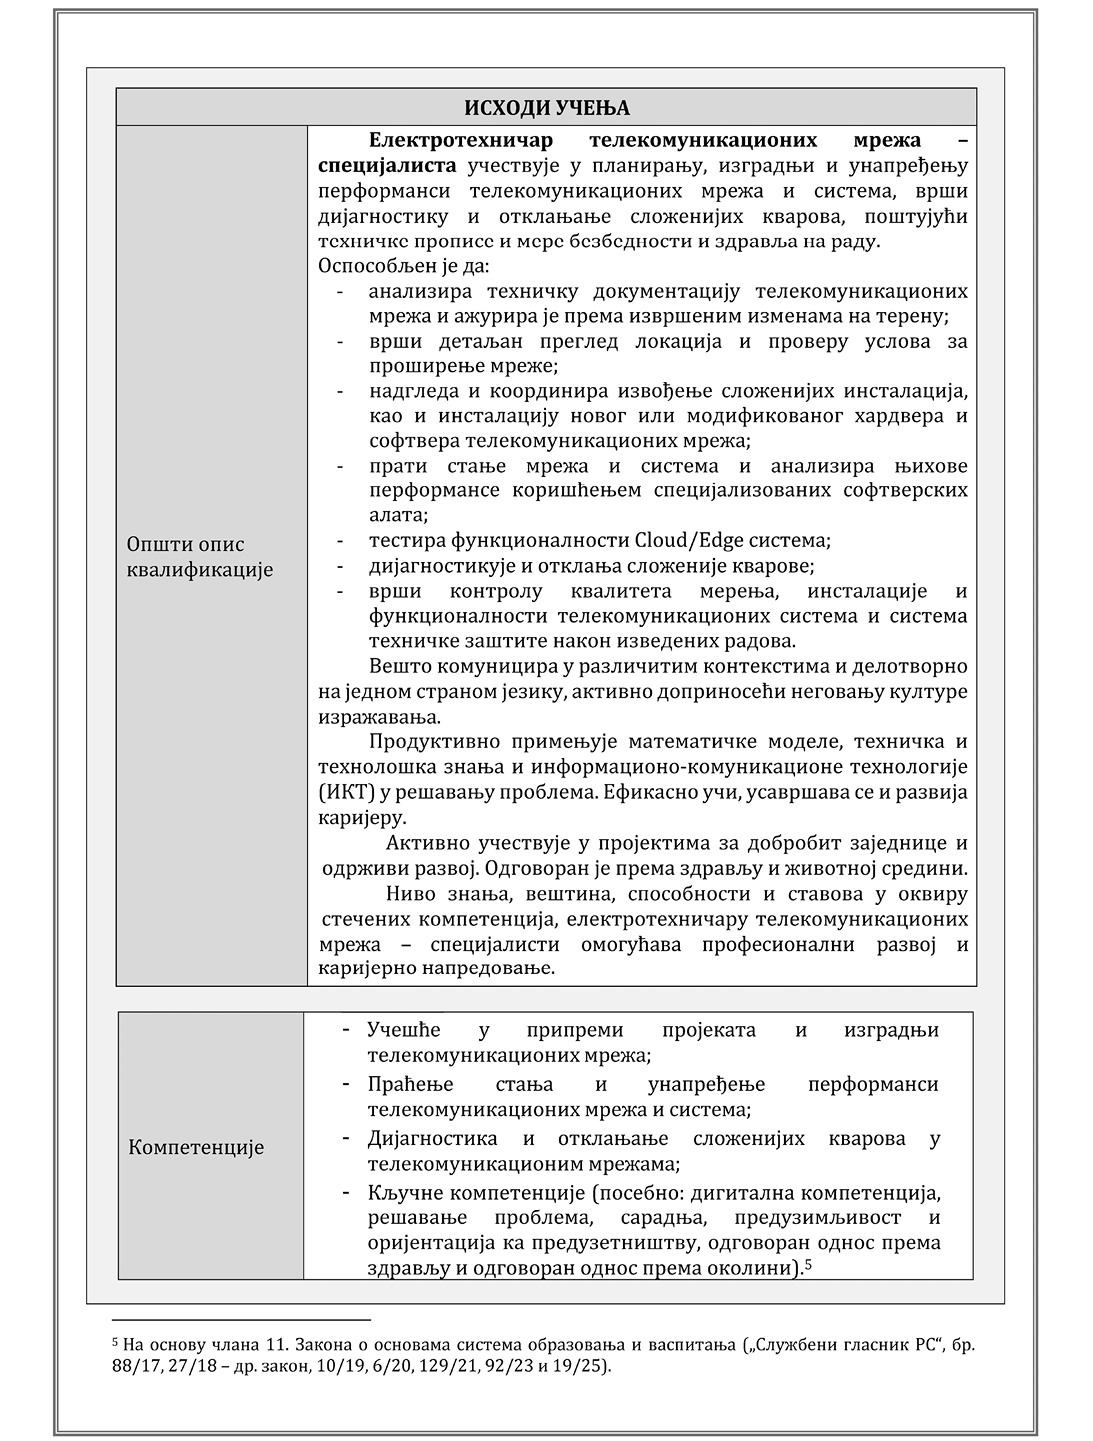 ИСХОДИ УЧЕЊА
Општи опис
квалификације
Електротехничар телекомуникационих мрежа –
специјалиста учествује у планирању, изградњи и унапређењу
перформанси телекомуникационих мрежа и система, врши
дијагностику и отклањање сложенијих кварова, поштујући
техничке прописе и мере безбедности и здравља на раду.
Оспособљен је да:
- анализира техничку документацију телекомуникационих
мрежа и ажурира је према извршеним изменама на терену;
- врши детаљан преглед локација и проверу услова за
проширење мреже;
- надгледа и координира извођење сложенијих инсталација,
као и инсталацију новог или модификованог хардвера и
софтвера телекомуникационих мрежа;
- прати стање мрежа и система и анализира њихове
перформансе коришћењем специјализованих софтверских
алата;
- тестира функционалности Cloud/Edge система;
- дијагностикује и отклања сложеније кварове;
- врши контролу квалитета мерења, инсталације и
функционалности телекомуникационих система и система
техничке заштите након изведених радова.
Вешто комуницира у различитим контекстима и делотворно
на једном страном језику, активно доприносећи неговању културе
изражавања.
Продуктивно примењује математичке моделе, техничка и
технолошка знања и информационо-комуникационе технологије
(ИКТ) у решавању проблема. Ефикасно учи, усавршава се и развија
каријеру.
Активно учествује у пројектима за добробит заједнице и
одрживи развој. Одговоран је према здрављу и животној средини.
Ниво знања, вештина, способности и ставова у оквиру
стечених компетенција, електротехничару телекомуникационих
мрежа – специјалисти омогућава професионални развој и
каријерно напредовање.
Компетенције
- Учешће у припреми пројеката и изградњи
телекомуникационих мрежа;
- Праћење стања и унапређење перформанси
телекомуникационих мрежа и система;
- Дијагностика и отклањање сложенијих кварова у
телекомуникационим мрежама;
- Кључне компетенције (посебно: дигитална компетенција,
решавање проблема, сарадња, предузимљивост и
оријентација ка предузетништву, одговоран однос према
здрављу и одговоран однос према околини).⁵
⁵ На основу члана 11. Закона о основама система образовања и васпитања („Службени гласник РС“, бр.
88/17, 27/18 – др. закон, 10/19, 6/20, 129/21, 92/23 и 19/25).